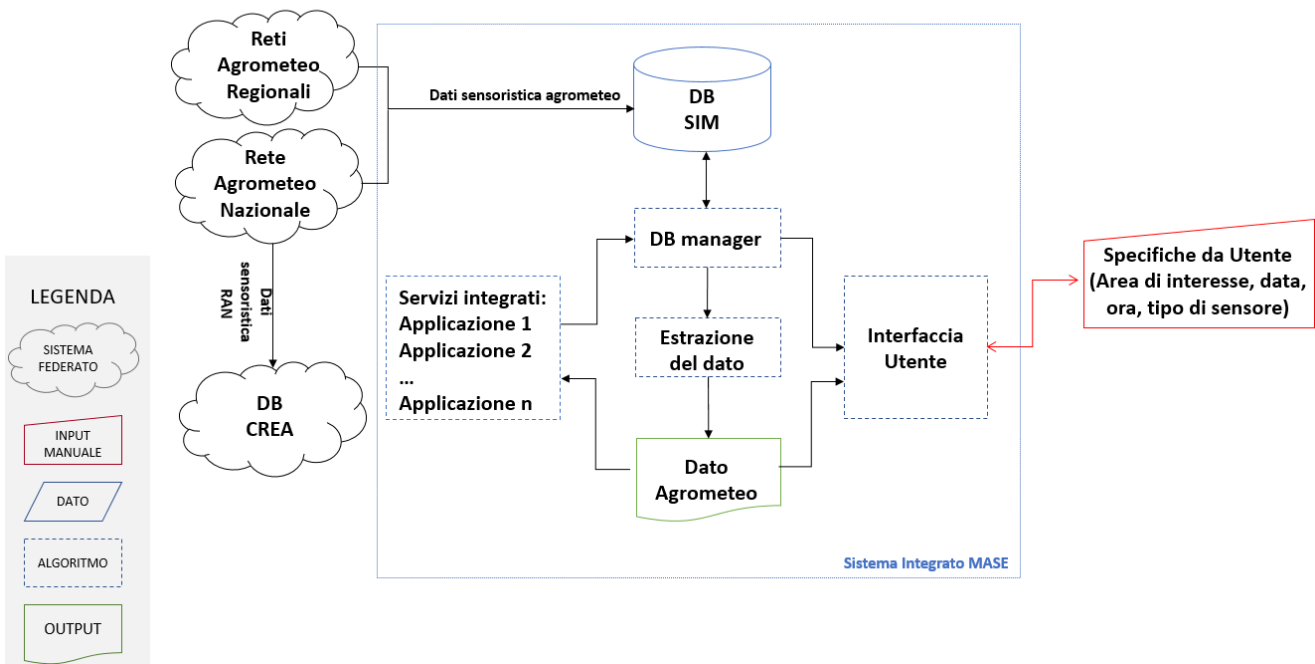 Reti
Agrometeo
Regionali
Rete
Agrometeo
Nazionale
Dati sensoristica agrometeo
DB
SIM
DB manager
Servizi integrati:
Applicazione 1
Applicazione 2
...
Applicazione n
Estrazione
del dato
Interfaccia
Utente
Specifiche da Utente
(Area di interesse, data,
ora, tipo di sensore)
Dati
sensoristica
RAN
DB
CREA
Dato
Agrometeo
Sistema Integrato MASE
LEGENDA
SISTEMA
FEDERATO
INPUT
MANUALE
DATO
ALGORITMO
OUTPUT